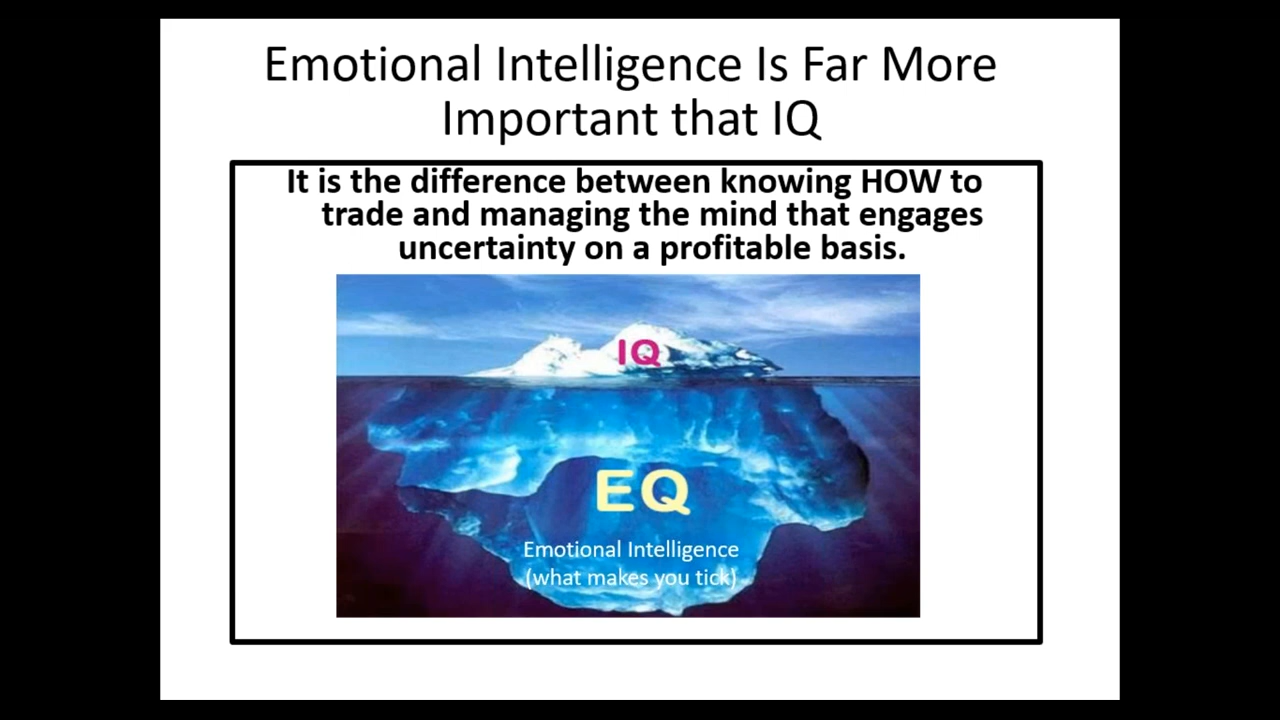 Emotional Intelligence Is Far More
Important that IQ
It is the difference between knowing HOW to
trade and managing the mind that engages
uncertainty on a profitable basis.
IQ
EQ
Emotional Intelligence
(what makes you tick)